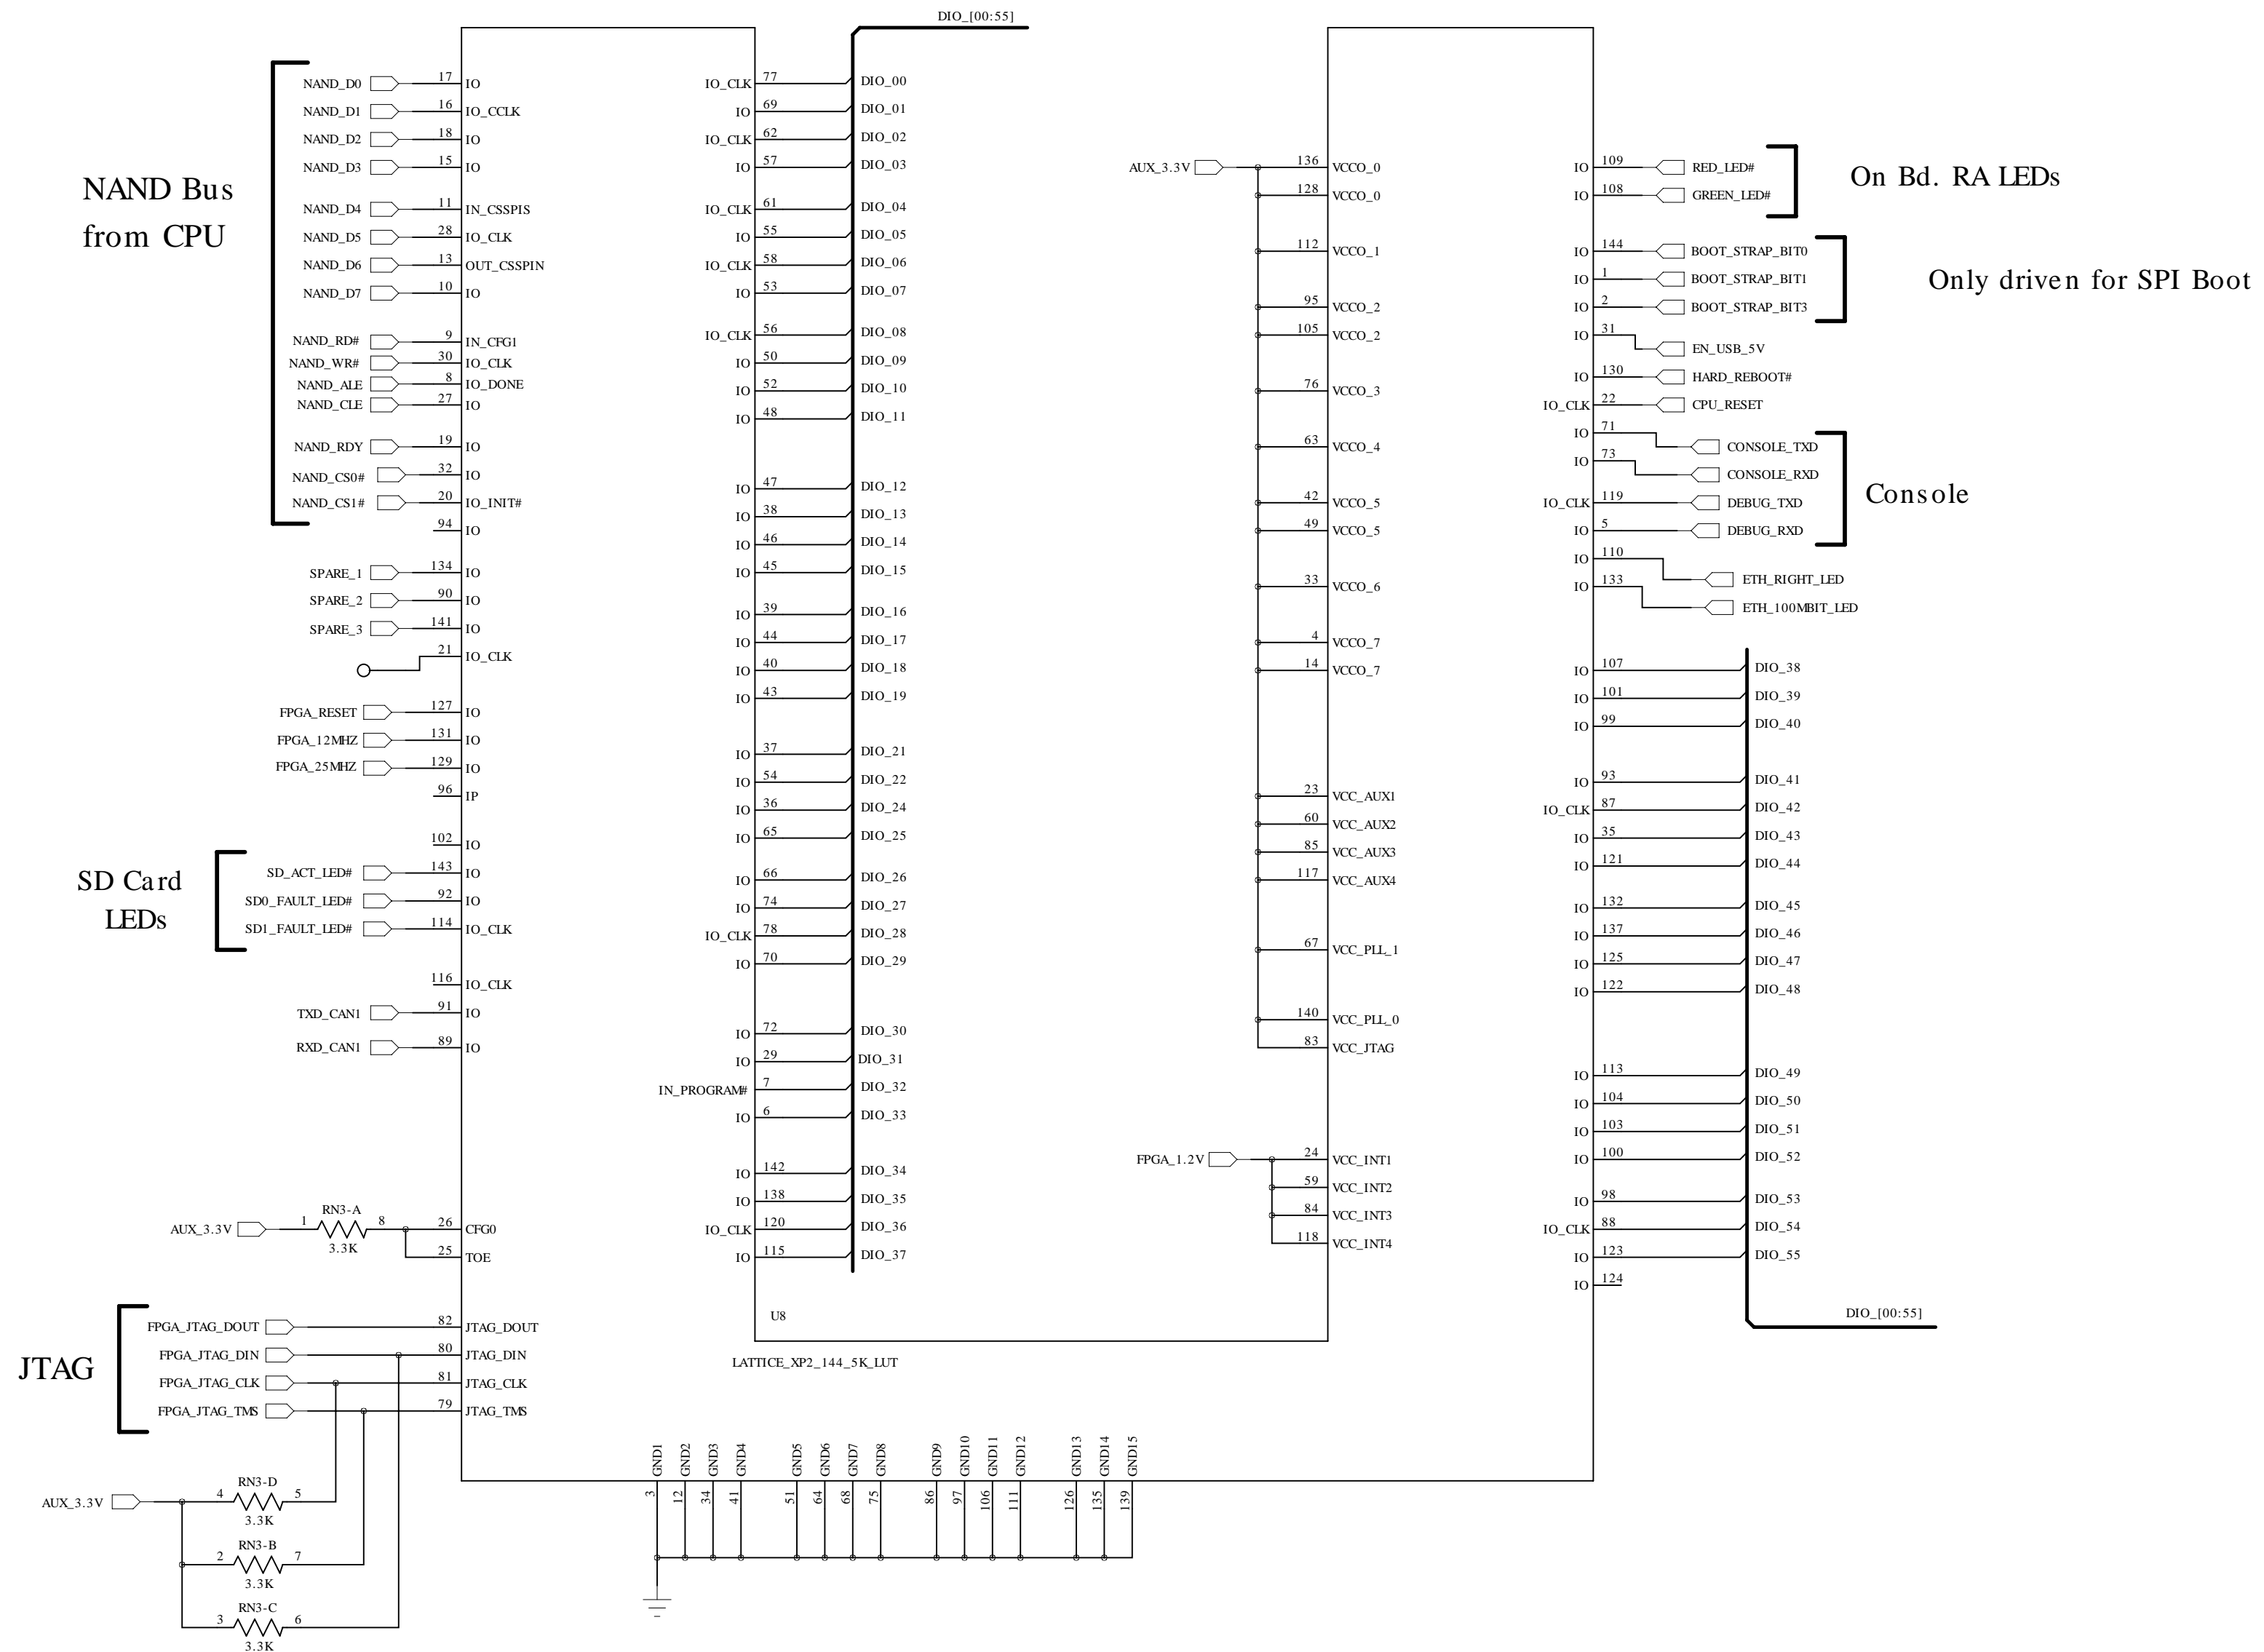 DIO_[00:55]
NAND Bus
from CPU
NAND_D0 17 IO
NAND_D1 16 IO_CCLK
NAND_D2 18 IO
NAND_D3 15 IO
NAND_D4 11 IN_CSSPIS
NAND_D5 28 IO_CLK
NAND_D6 13 OUT_CSSPIN
NAND_D7 10 IO
NAND_RD# 9 IN_CFG1
NAND_WR# 30 IO_CLK
NAND_ALE 8 IO_DONE
NAND_CLE 27 IO
NAND_RDY 19 IO
NAND_CS0# 32 IO
NAND_CS1# 20 IO_INIT#
94 IO
SPARE_1 134 IO
SPARE_2 90 IO
SPARE_3 141 IO
21 IO_CLK
FPGA_RESET 127 IO
FPGA_12MHZ 131 IO
FPGA_25MHZ 129 IO
96 IP
102 IO
SD Card
LEDs
SD_ACT_LED# 143 IO
SD0_FAULT_LED# 92 IO
SD1_FAULT_LED# 114 IO_CLK
116 IO_CLK
TXD_CAN1 91 IO
RXD_CAN1 89 IO
RN3-A
AUX_3.3V 1 8 26 CFG0
3.3K
25 TOE
JTAG
FPGA_JTAG_DOUT 82 JTAG_DOUT
FPGA_JTAG_DIN 80 JTAG_DIN
FPGA_JTAG_CLK 81 JTAG_CLK
FPGA_JTAG_TMS 79 JTAG_TMS
RN3-D
AUX_3.3V 4 5
3.3K
RN3-B
2 7
3.3K
RN3-C
3 6
3.3K
IO_CLK 77 DIO_00
IO 69 DIO_01
IO_CLK 62 DIO_02
IO 57 DIO_03
IO_CLK 61 DIO_04
IO 55 DIO_05
IO_CLK 58 DIO_06
IO 53 DIO_07
IO_CLK 56 DIO_08
IO 50 DIO_09
IO 52 DIO_10
IO 48 DIO_11
IO 47 DIO_12
IO 38 DIO_13
IO 46 DIO_14
IO 45 DIO_15
IO 39 DIO_16
IO 44 DIO_17
IO 40 DIO_18
IO 43 DIO_19
IO 37 DIO_21
IO 54 DIO_22
IO 36 DIO_24
IO 65 DIO_25
IO 66 DIO_26
IO 74 DIO_27
IO_CLK 78 DIO_28
IO 70 DIO_29
IO 72 DIO_30
IO 29 DIO_31
IN_PROGRAM# 7 DIO_32
IO 6 DIO_33
IO 142 DIO_34
IO 138 DIO_35
IO_CLK 120 DIO_36
IO 115 DIO_37
U8
LATTICE_XP2_144_5K_LUT
GND1 3
GND2 12
GND3 34
GND4 41
GND5 51
GND6 64
GND7 68
GND8 75
GND9 86
GND10 97
GND11 106
GND12 111
GND13 126
GND14 135
GND15 139
AUX_3.3V 136 VCCO_0
128 VCCO_0
112 VCCO_1
95 VCCO_2
105 VCCO_2
76 VCCO_3
63 VCCO_4
42 VCCO_5
49 VCCO_5
33 VCCO_6
4 VCCO_7
14 VCCO_7
23 VCC_AUX1
60 VCC_AUX2
85 VCC_AUX3
117 VCC_AUX4
67 VCC_PLL_1
140 VCC_PLL_0
83 VCC_JTAG
FPGA_1.2V 24 VCC_INT1
59 VCC_INT2
84 VCC_INT3
118 VCC_INT4
IO 109 RED_LED#
IO 108 GREEN_LED#
On Bd. RA LEDs
IO 144 BOOT_STRAP_BIT0
IO 1 BOOT_STRAP_BIT1
IO 2 BOOT_STRAP_BIT3
Only driven for SPI Boot
IO 31 EN_USB_5V
IO 130 HARD_REBOOT#
IO_CLK 22 CPU_RESET
IO 71 CONSOLE_TXD
IO 73 CONSOLE_RXD
IO_CLK 119 DEBUG_TXD
IO 5 DEBUG_RXD
Console
IO 110 ETH_RIGHT_LED
IO 133 ETH_100MBIT_LED
IO 107 DIO_38
IO 101 DIO_39
IO 99 DIO_40
IO 93 DIO_41
IO_CLK 87 DIO_42
IO 35 DIO_43
IO 121 DIO_44
IO 132 DIO_45
IO 137 DIO_46
IO 125 DIO_47
IO 122 DIO_48
IO 113 DIO_49
IO 104 DIO_50
IO 103 DIO_51
IO 100 DIO_52
IO 98 DIO_53
IO_CLK 88 DIO_54
IO 123 DIO_55
IO 124
DIO_[00:55]